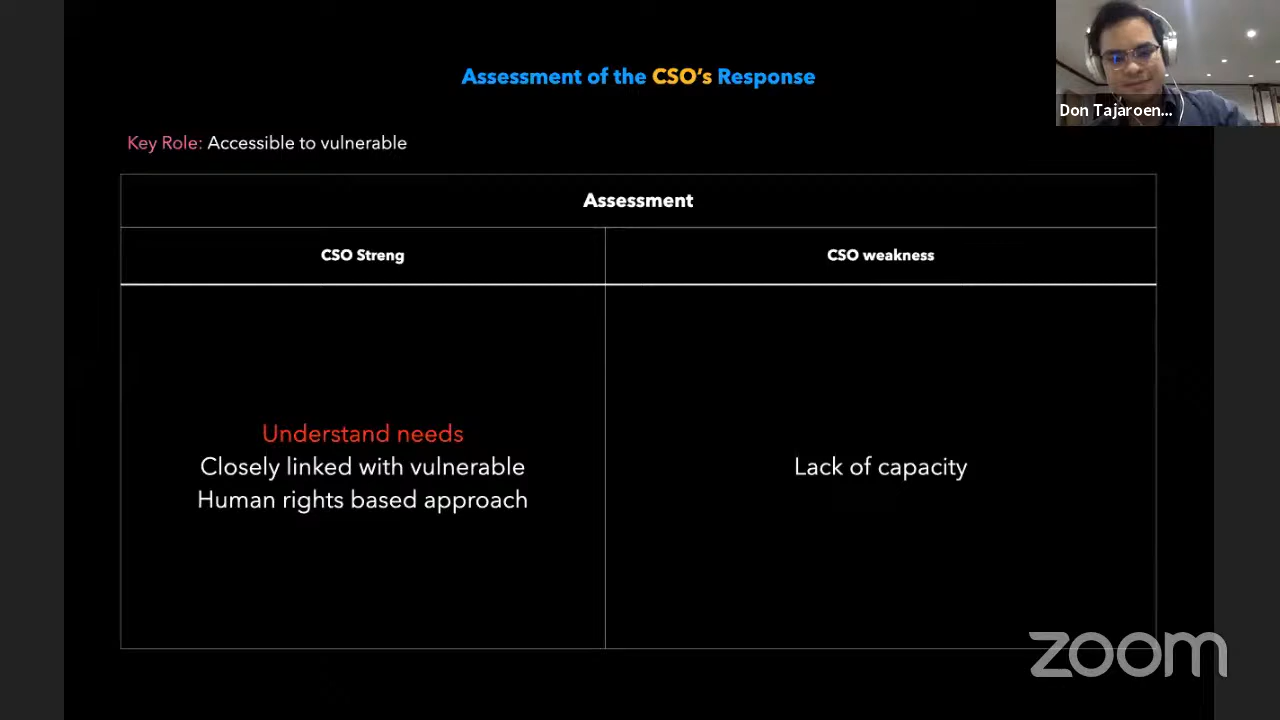 Assessment of the CSO's Response
Don Tajaroen...
Key Role: Accessible to vulnerable
Assessment
CSO Streng
CSO weakness
Understand needs
Closely linked with vulnerable
Human rights based approach
Lack of capacity
zoom